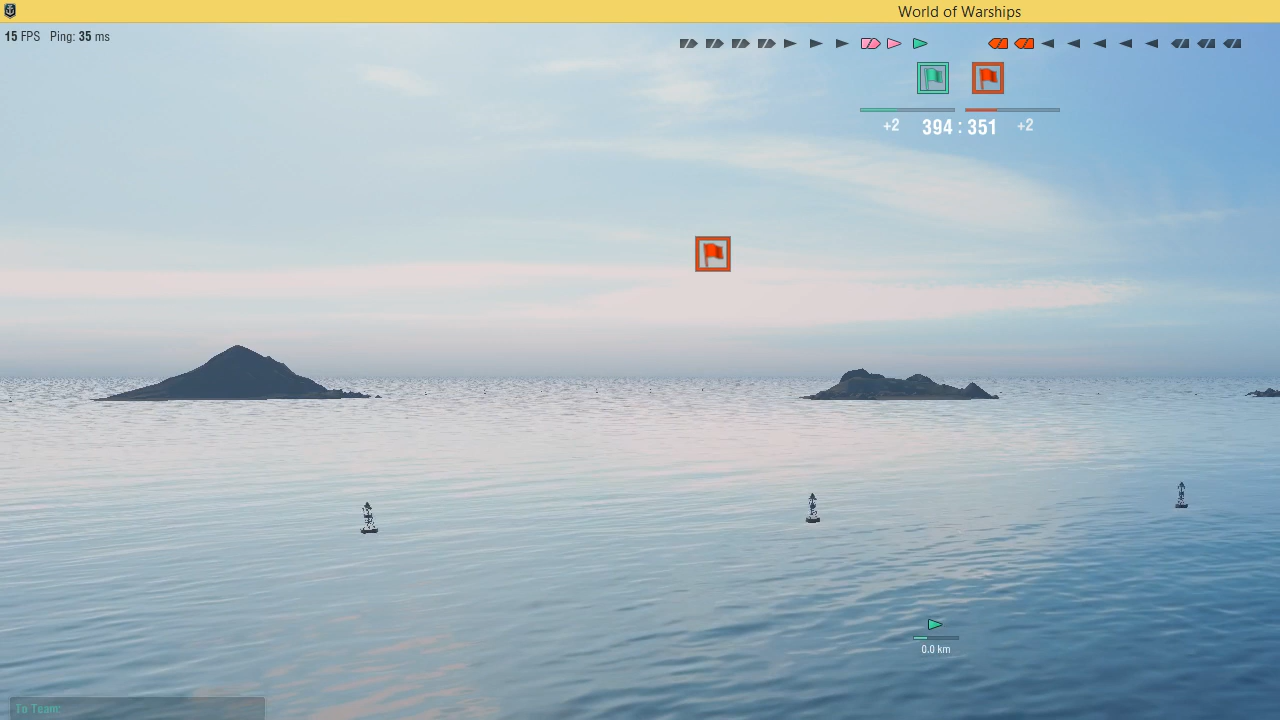 World of Warships
15 FPS Ping: 35 ms
+2 394 : 351 +2
0.0 km
To Team: